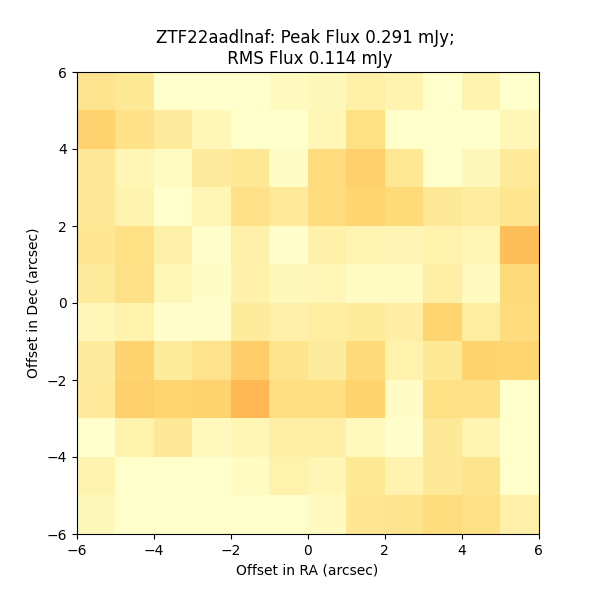 ZTF22aadlnaf: Peak Flux 0.291 mJy;
RMS Flux 0.114 mJy
6
4
2
0
−2
−4
−6
Offset in Dec (arcsec)
−6 −4 −2 0 2 4 6
Offset in RA (arcsec)